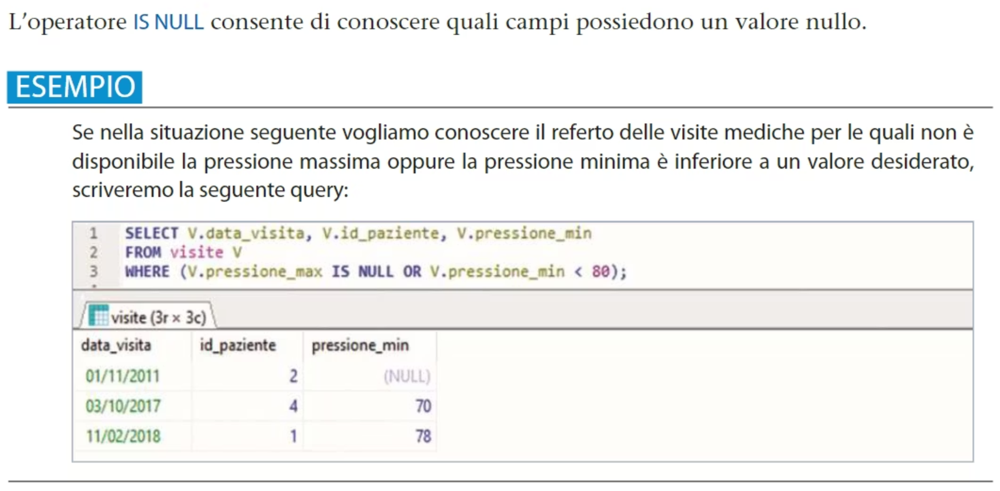 L'operatore IS NULL consente di conoscere quali campi possiedono un valore nullo.
ESEMPIO
Se nella situazione seguente vogliamo conoscere il referto delle visite mediche per le quali non è
disponibile la pressione massima oppure la pressione minima è inferiore a un valore desiderato,
scriveremo la seguente query:
1 SELECT V.data_visita, V.id_paziente, V.pressione_min
2 FROM visite V
3 WHERE (V.pressione_max IS NULL OR V.pressione_min < 80);
visite (3r × 3c)
data_visita id_paziente pressione_min
01/11/2011 2 (NULL)
03/10/2017 4 70
11/02/2018 1 78